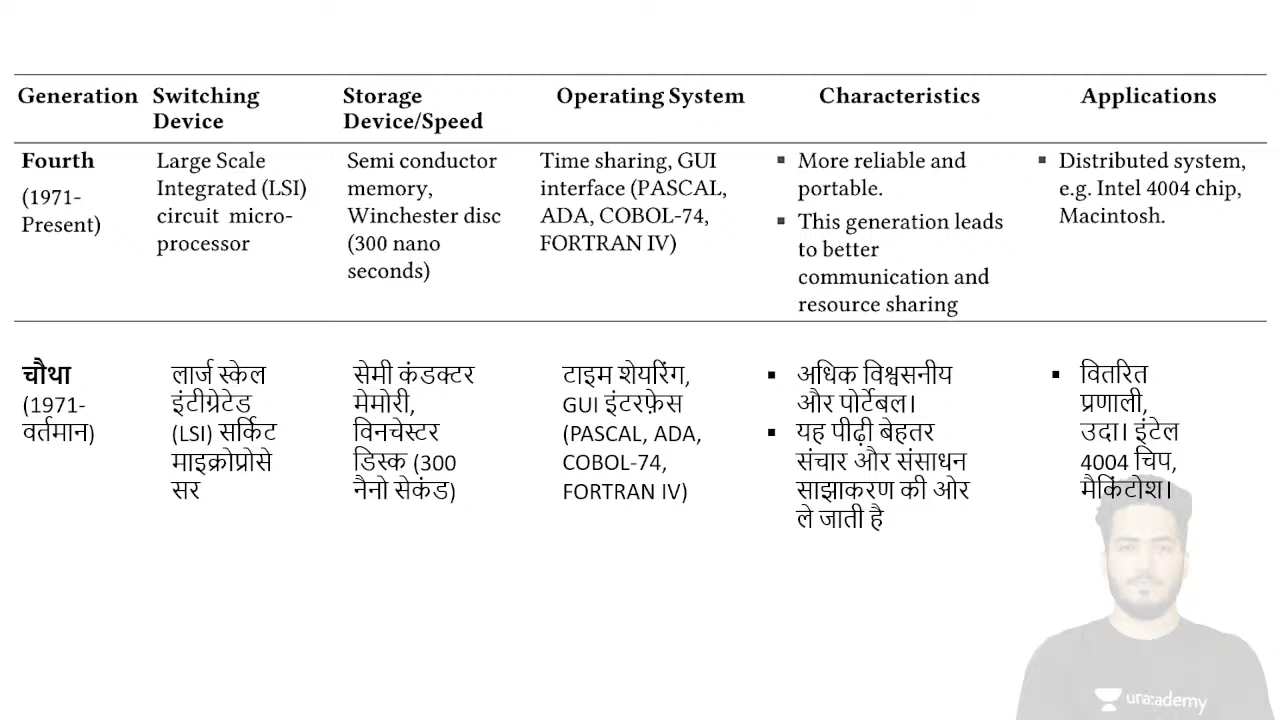 Generation Switching Device Storage Device/Speed Operating System Characteristics Applications
Fourth
(1971-
Present)
Large Scale
Integrated (LSI)
circuit micro-
processor
Semi conductor
memory,
Winchester disc
(300 nano
seconds)
Time sharing, GUI
interface (PASCAL,
ADA, COBOL-74,
FORTRAN IV)
▪ More reliable and
portable.
▪ This generation leads
to better
communication and
resource sharing
▪ Distributed system,
e.g. Intel 4004 chip,
Macintosh.
चौथा
(1971-
वर्तमान)
लार्ज स्केल
इंटीग्रेटेड
(LSI) सर्किट
माइक्रोप्रोसे
सर
सेमी कंडक्टर
मेमोरी,
विनचेस्टर
डिस्क (300
नैनो सेकंड)
टाइम शेयरिंग,
GUI इंटरफ़ेस
(PASCAL, ADA,
COBOL-74,
FORTRAN IV)
▪ अधिक विश्वसनीय
और पोर्टेबल।
▪ यह पीढ़ी बेहतर
संचार और संसाधन
साझाकरण की ओर
ले जाती है
▪ वितरित
प्रणाली,
उदा। इंटेल
4004 चिप,
मैकिंटोश।
unacademy